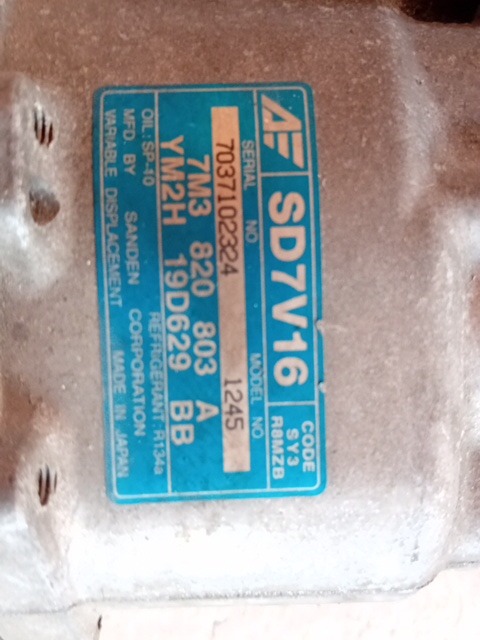 SD7V16
CODE
SY3
R8MZB
SERIAL NO.
MODEL NO.
7037102324 1245
7M3 820 803 A
YM2H 19D629 BB
OIL: SP-10 REFRIGERANT: R134a
MFD. BY SANDEN CORPORATION
VARIABLE DISPLACEMENT MADE IN JAPAN